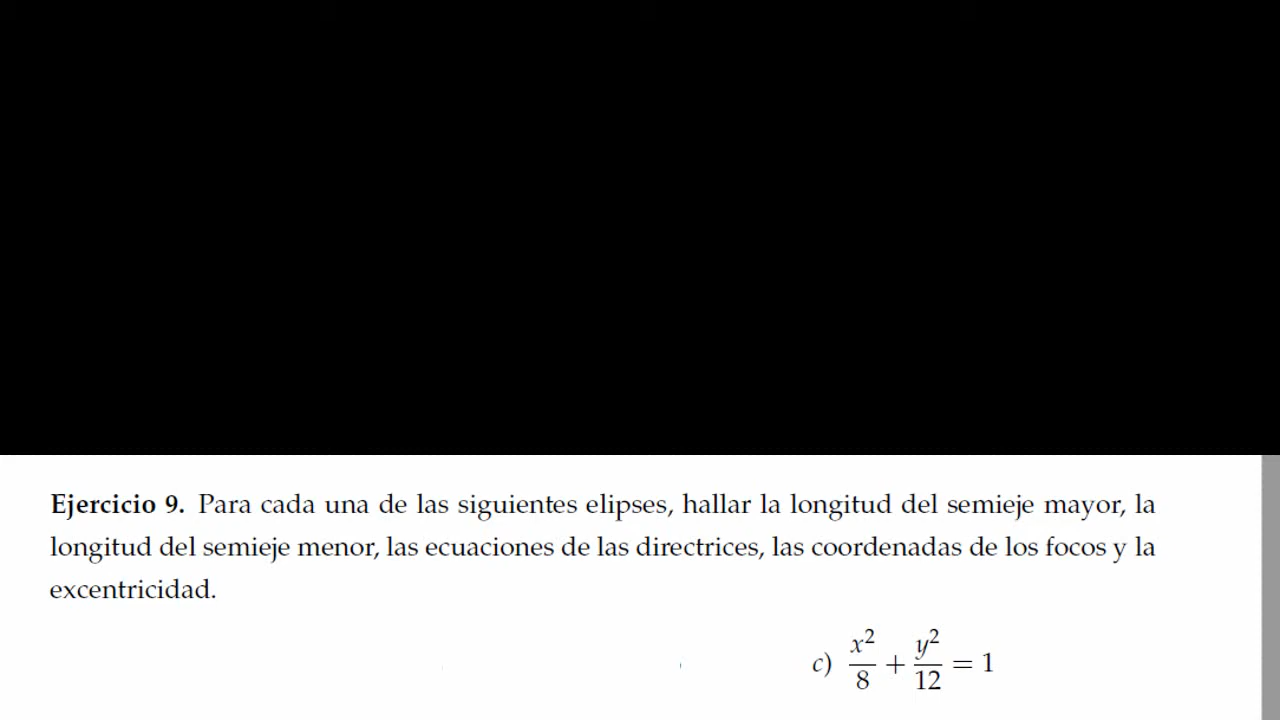 Ejercicio 9. Para cada una de las siguientes elipses, hallar la longitud del semieje mayor, la
longitud del semieje menor, las ecuaciones de las directrices, las coordenadas de los focos y la
excentricidad.
c) x²/8 + y²/12 = 1